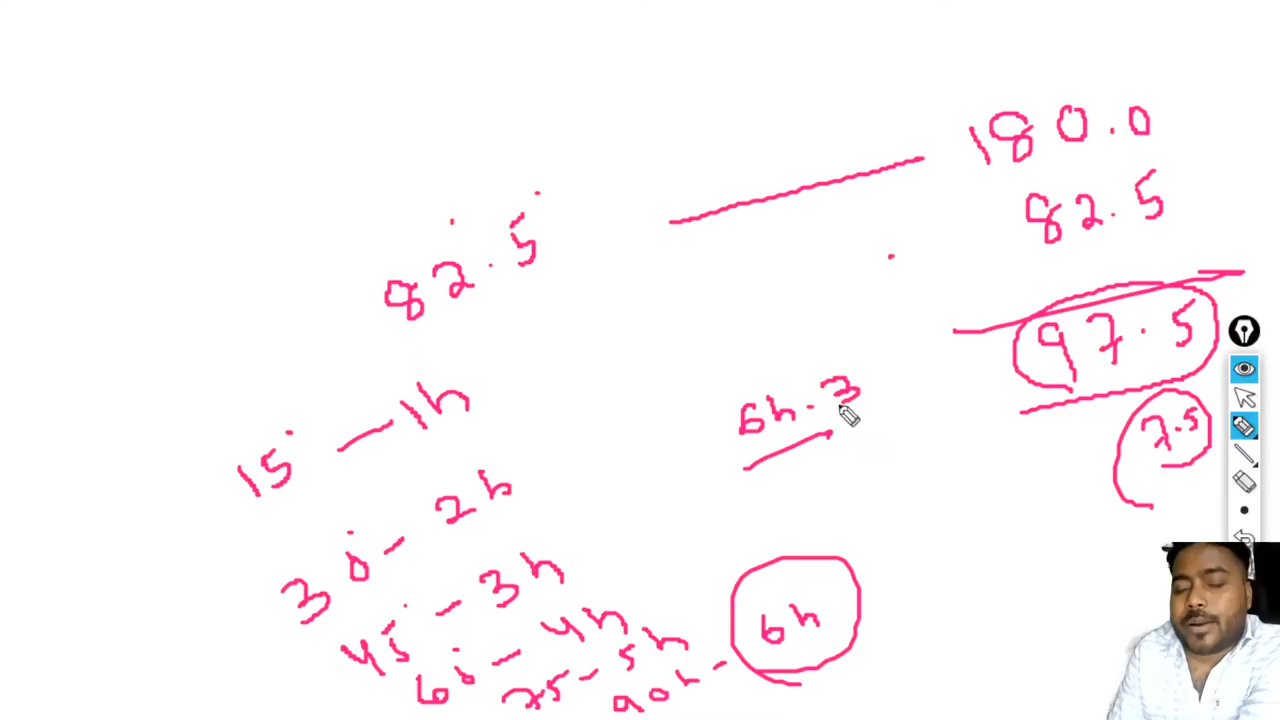 180.0
82.5
82.5
97.5
7.5
6h.3
15° — 1h
30° - 2h
45° - 3h
60° - 4h
75 - 5h
90h - 6h